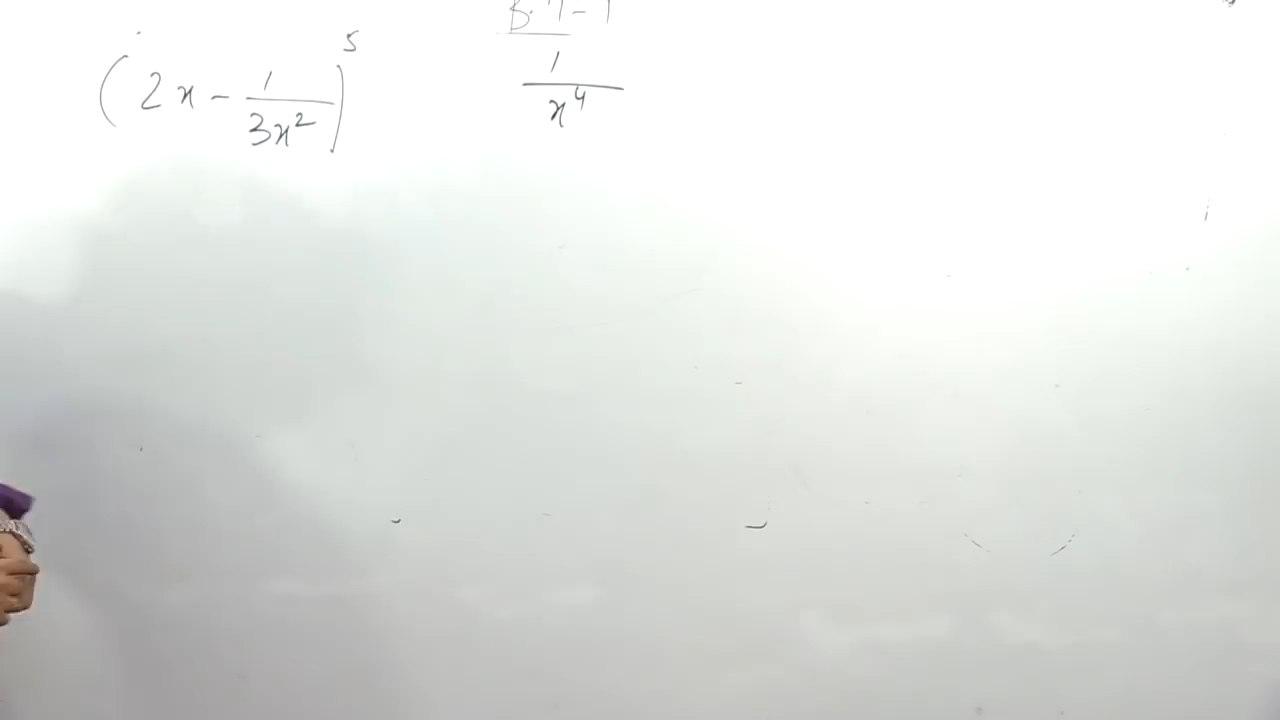 (2x - 1/3x²)⁵
1/x⁴